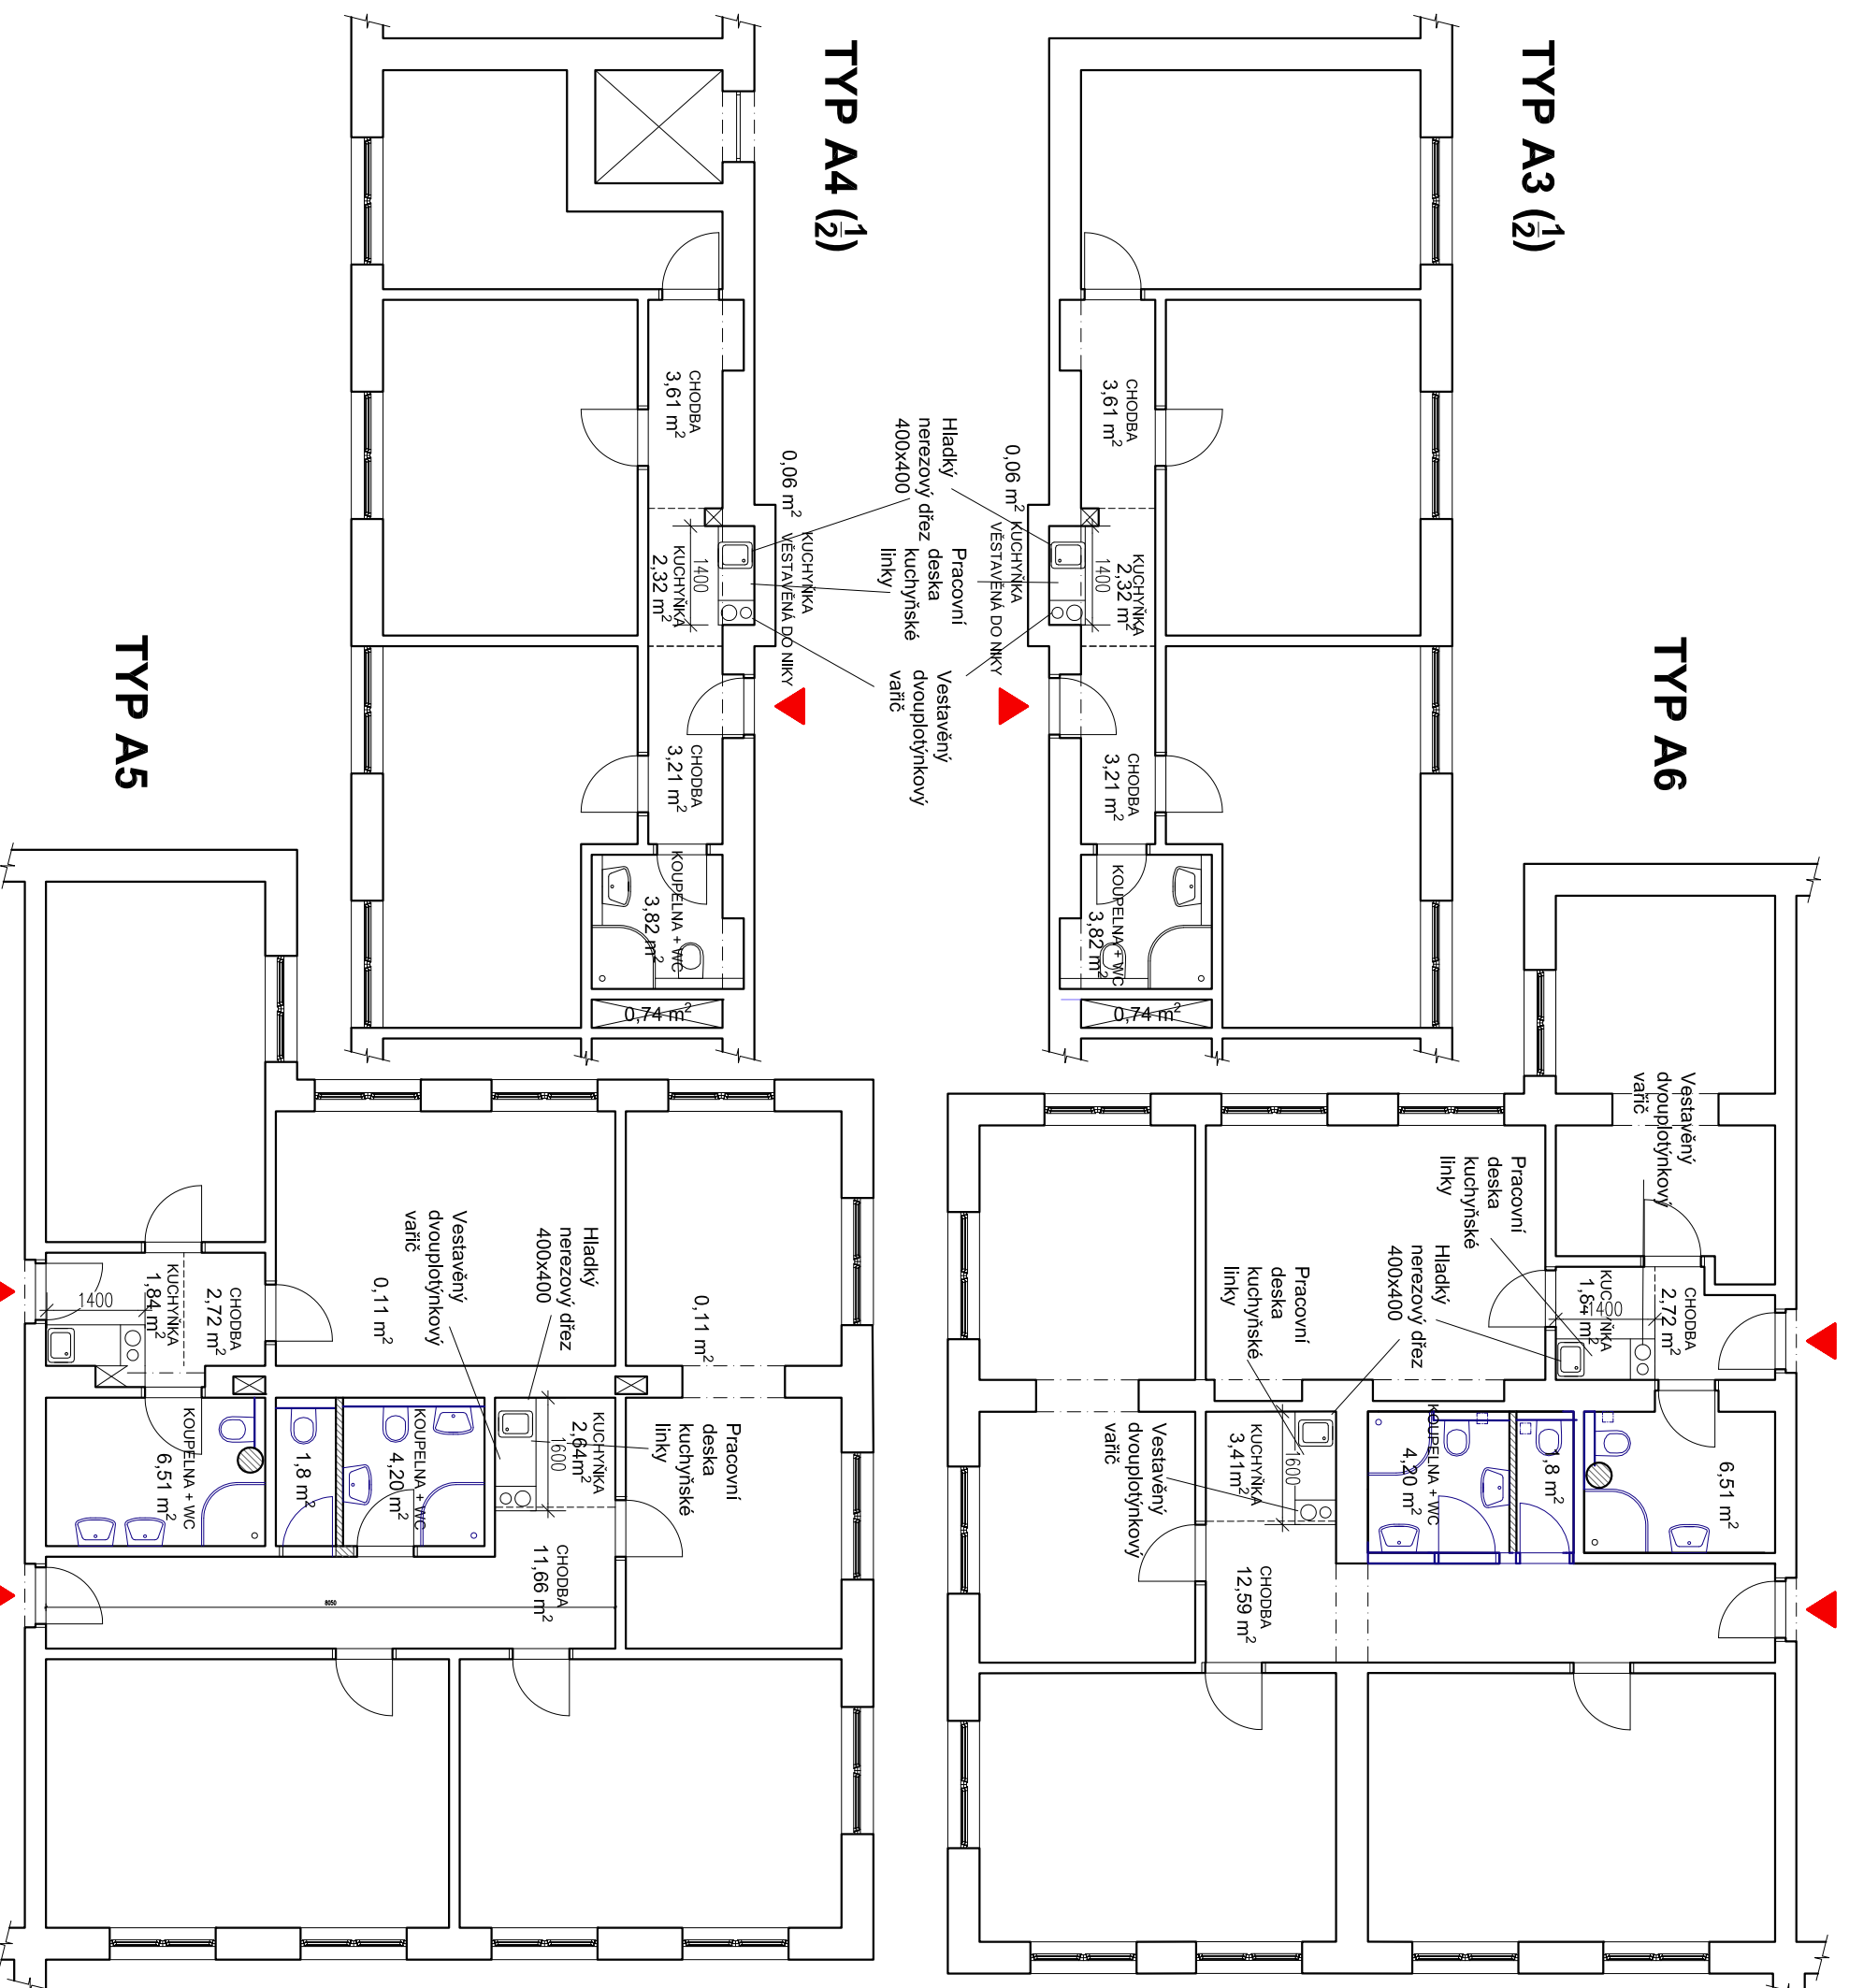 TYP A3 (1/2)
CHODBA
3,61 m²
KUCHYŇKA
2,32 m²
1400
CHODBA
3,21 m²
KOUPELNA + WC
3,82 m²
0,74 m²
0,06 m²
KUCHYŇKA
VĚSTAVĚNÁ DO NIKY
Hladký
nerezový dřez
400x400
Pracovní
deska
kuchyňské
linky
Vestavěný
dvouplotýnkový
vařič
TYP A4 (1/2)
0,06 m²
KUCHYŇKA
VĚSTAVĚNÁ DO NIKY
CHODBA
3,61 m²
1400
KUCHYŇKA
2,32 m²
CHODBA
3,21 m²
KOUPELNA + WC
3,82 m²
0,74 m²
TYP A6
Vestavěný
dvouplotýnkový
vařič
Pracovní
deska
kuchyňské
linky
Hladký
nerezový dřez
400x400
Pracovní
deska
kuchyňské
linky
Vestavěný
dvouplotýnkový
vařič
CHODBA
2,72 m²
KUCHYŇKA
1,84 m²
1400
6,51 m²
1,8 m²
KOUPELNA + WC
4,20 m²
1600
KUCHYŇKA
3,41m²
CHODBA
12,59 m²
TYP A5
0,11 m²
Hladký
nerezový dřez
400x400
Vestavěný
dvouplotýnkový
vařič
0,11 m²
Pracovní
deska
kuchyňské
linky
CHODBA
2,72 m²
KUCHYŇKA
1,84 m²
1400
KUCHYŇKA
2,64m²
1600
KOUPELNA + WC
4,20 m²
1,8 m²
KOUPELNA + WC
6,51 m²
CHODBA
11,66 m²
8050